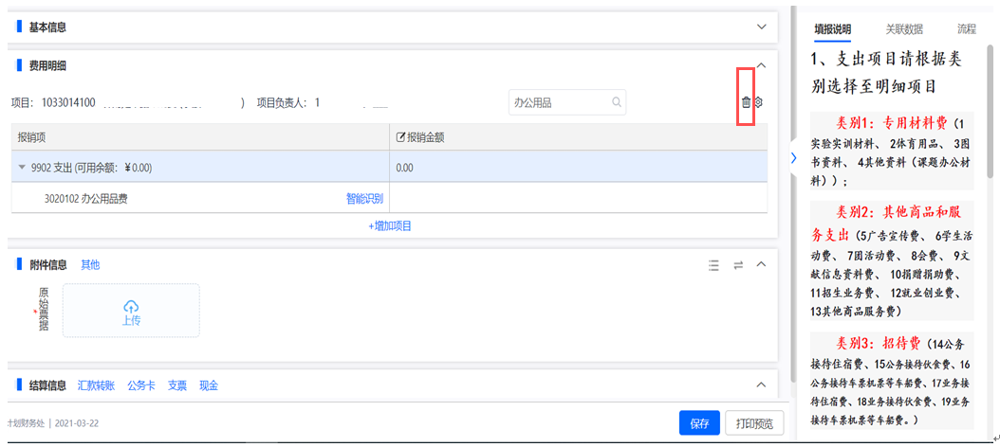 基本信息
费用明细
项目: 1033014100 ) 项目负责人: 1
办公用品
报销项 报销金额
9902 支出 (可用余额: ¥0.00) 0.00
3020102 办公用品费 智能识别
+增加项目
附件信息 其他
*原始票据
上传
结算信息 汇款转账 公务卡 支票 现金
计划财务处 | 2021-03-22
保存 打印预览
填报说明 关联数据 流程
1、支出项目请根据类
别选择至明细项目
类别1: 专用材料费 (1
实验实训材料、 2体育用品、 3图
书资料、 4其他资料 (课题办公材
料) );
类别2: 其他商品和服
务支出 (5广告宣传费、 6学生活
动费、 7团活动费、 8会费、 9文
献信息资料费、 10捐赠捐助费、
11招生业务费、 12就业创业费、
13其他商品服务费)
类别3: 招待费 (14公务
接待住宿费、15公务接待伙食费、16
公务接待车票机票等车船费、17业务接
待住宿费、18业务接待伙食费、19业务
接待车票机票等车船费。)